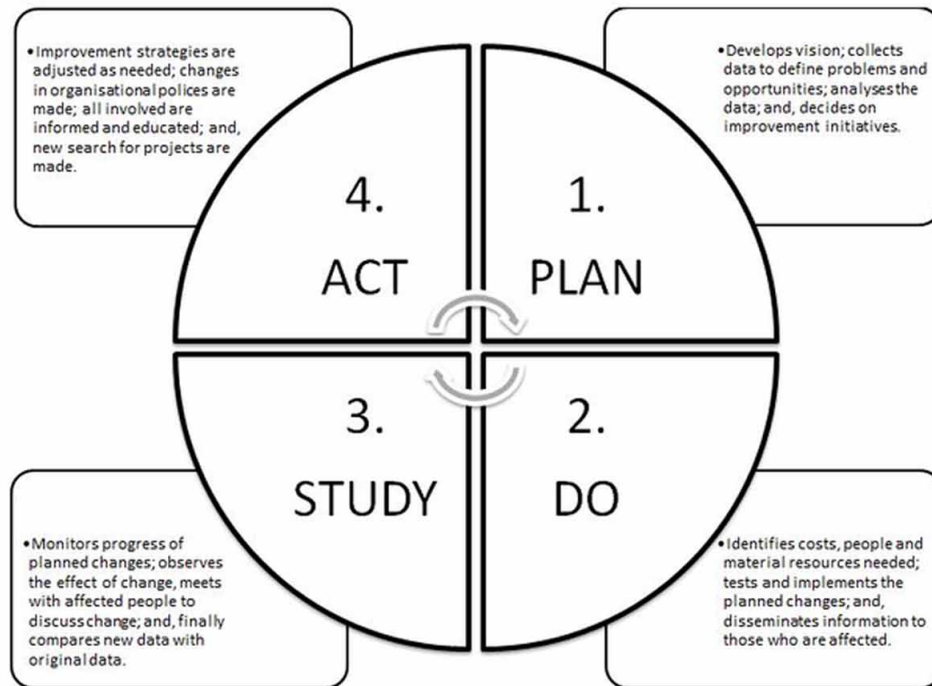 •Improvement strategies are
adjusted as needed; changes
in organisational polices are
made; all involved are
informed and educated; and,
new search for projects are
made.
•Develops vision; collects
data to define problems and
opportunities; analyses the
data; and, decides on
improvement initiatives.
4.
ACT
1.
PLAN
3.
STUDY
2.
DO
•Monitors progress of
planned changes; observes
the effect of change, meets
with affected people to
discuss change; and, finally
compares new data with
original data.
•Identifies costs, people and
material resources needed;
tests and implements the
planned changes; and,
disseminates information to
those who are affected.